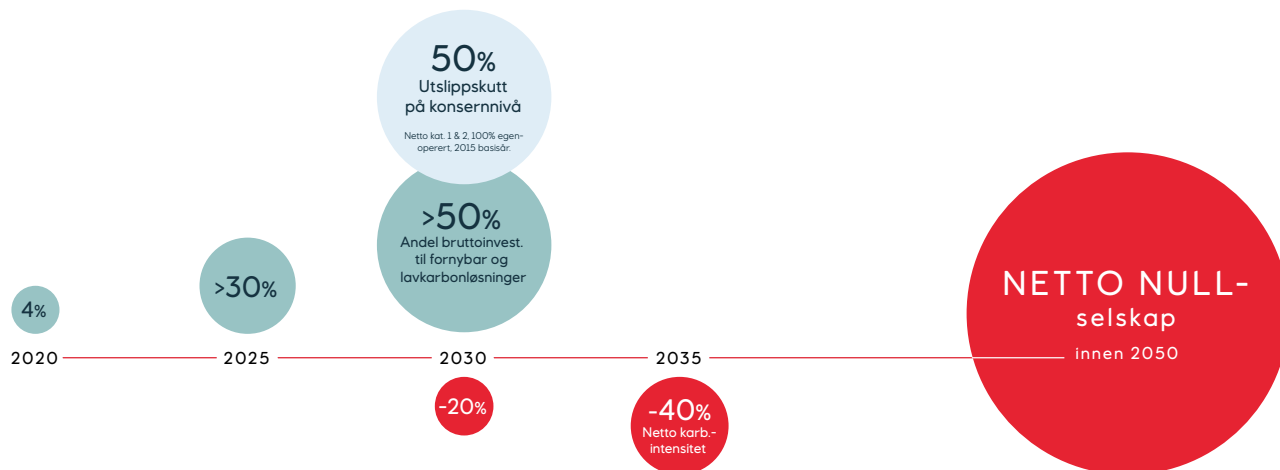 50%
Utslippskutt
på konsernnivå
Netto kat. 1 & 2, 100% egen-
operert, 2015 basisår.
>50%
Andel bruttoinvest.
til fornybar og
lavkarbonløsninger
>30%
4%
2020
2025
2030
2035
-20%
-40%
Netto karb.-
intensitet
NETTO NULL-
selskap
innen 2050